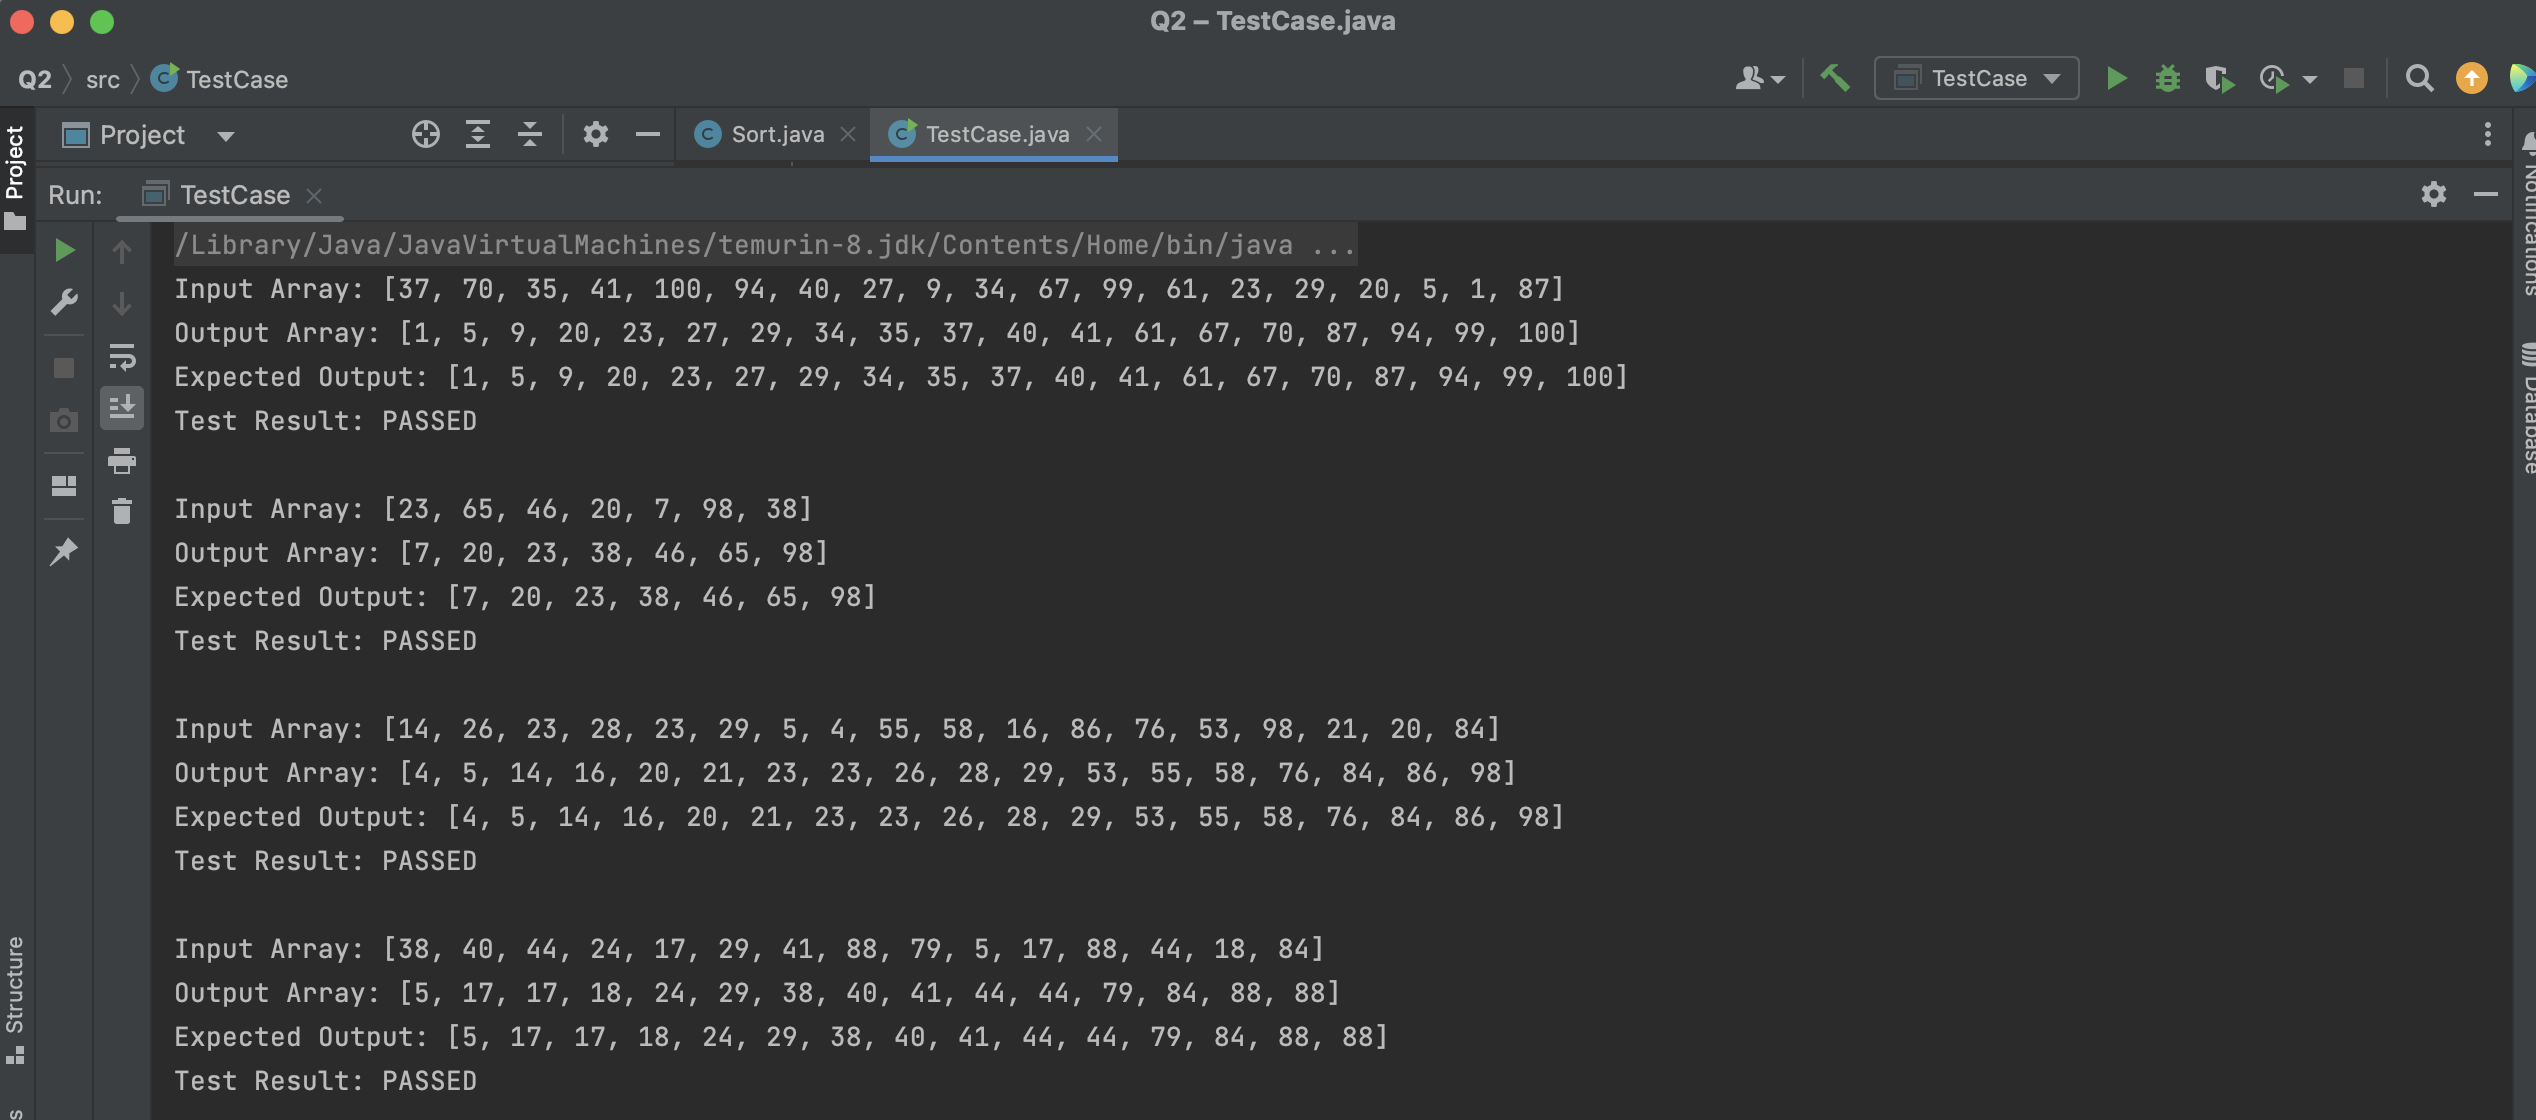 Q2 – TestCase.java
Q2 src TestCase
TestCase
Project
Project
Sort.java
TestCase.java
Run:
TestCase
/Library/Java/JavaVirtualMachines/temurin-8.jdk/Contents/Home/bin/java ...
Input Array: [37, 70, 35, 41, 100, 94, 40, 27, 9, 34, 67, 99, 61, 23, 29, 20, 5, 1, 87]
Output Array: [1, 5, 9, 20, 23, 27, 29, 34, 35, 37, 40, 41, 61, 67, 70, 87, 94, 99, 100]
Expected Output: [1, 5, 9, 20, 23, 27, 29, 34, 35, 37, 40, 41, 61, 67, 70, 87, 94, 99, 100]
Test Result: PASSED
Input Array: [23, 65, 46, 20, 7, 98, 38]
Output Array: [7, 20, 23, 38, 46, 65, 98]
Expected Output: [7, 20, 23, 38, 46, 65, 98]
Test Result: PASSED
Input Array: [14, 26, 23, 28, 23, 29, 5, 4, 55, 58, 16, 86, 76, 53, 98, 21, 20, 84]
Output Array: [4, 5, 14, 16, 20, 21, 23, 23, 26, 28, 29, 53, 55, 58, 76, 84, 86, 98]
Expected Output: [4, 5, 14, 16, 20, 21, 23, 23, 26, 28, 29, 53, 55, 58, 76, 84, 86, 98]
Test Result: PASSED
Input Array: [38, 40, 44, 24, 17, 29, 41, 88, 79, 5, 17, 88, 44, 18, 84]
Output Array: [5, 17, 17, 18, 24, 29, 38, 40, 41, 44, 44, 79, 84, 88, 88]
Expected Output: [5, 17, 17, 18, 24, 29, 38, 40, 41, 44, 44, 79, 84, 88, 88]
Test Result: PASSED
Structure
Notifications
Database